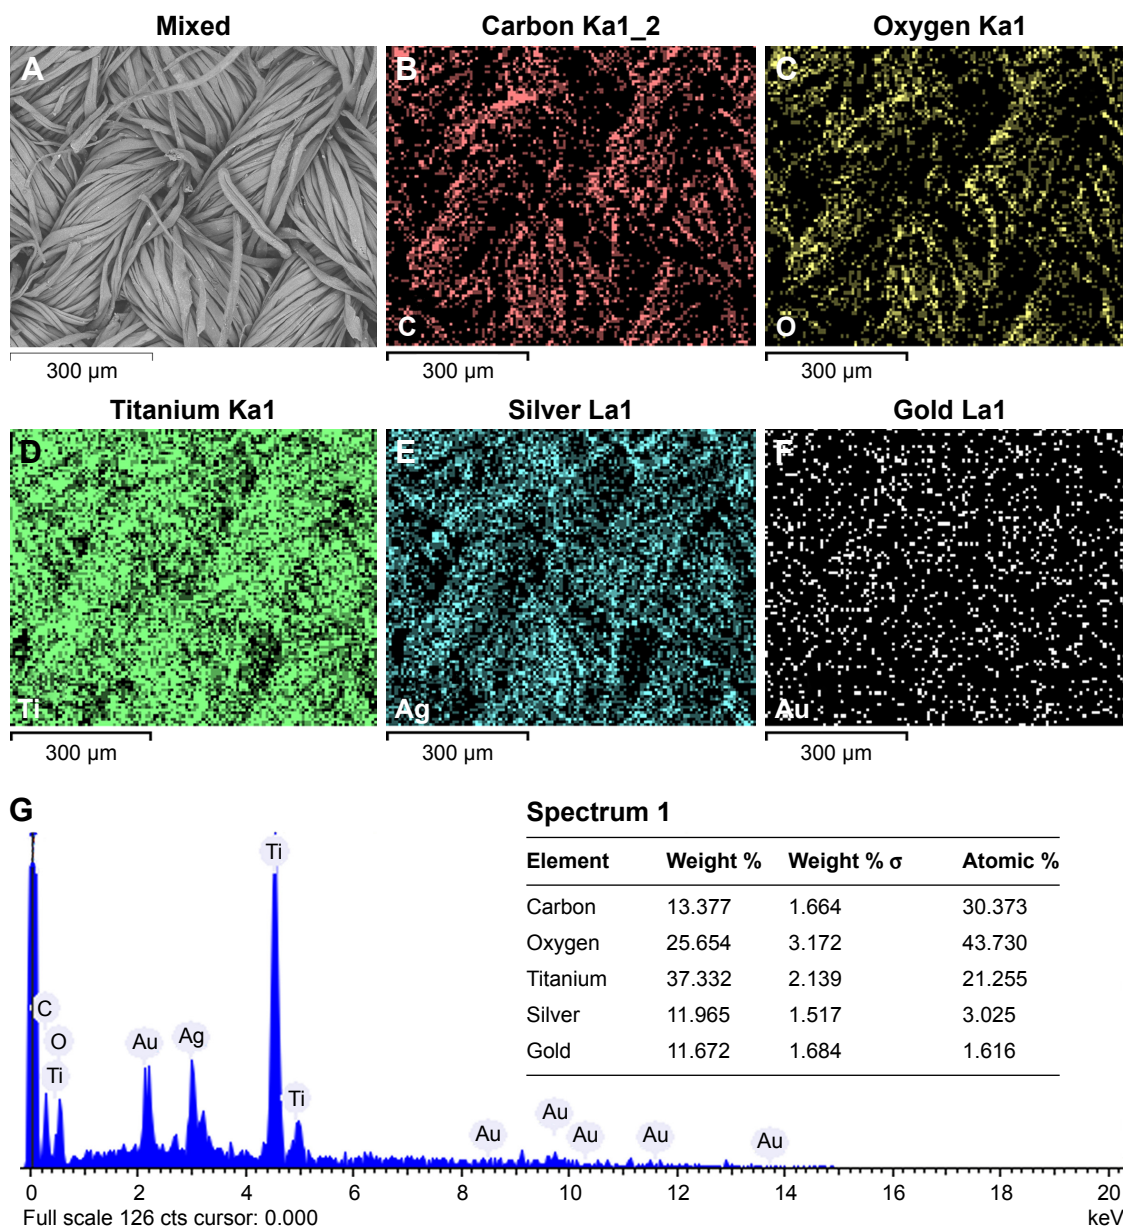 Mixed
Carbon Ka1_2
Oxygen Ka1
A
B
C
C
O
300 µm
300 µm
300 µm
Titanium Ka1
Silver La1
Gold La1
D
E
F
Ti
Ag
Au
300 µm
300 µm
300 µm
G
Spectrum 1
Element Weight % Weight % σ Atomic %
Carbon 13.377 1.664 30.373
Oxygen 25.654 3.172 43.730
Titanium 37.332 2.139 21.255
Silver 11.965 1.517 3.025
Gold 11.672 1.684 1.616
Ti
C
O
Ti
Au
Ag
Ti
Au
Au
Au
Au
Au
0 2 4 6 8 10 12 14 16 18 20
Full scale 126 cts cursor: 0.000
keV